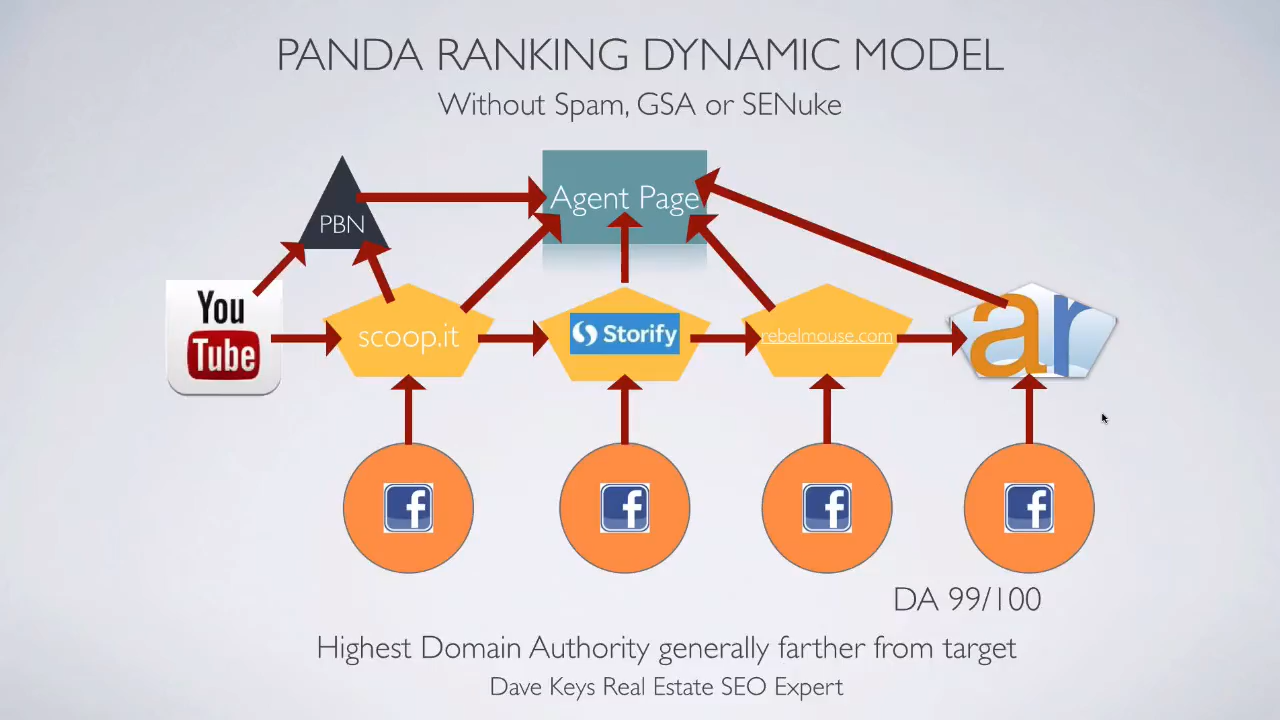 PANDA RANKING DYNAMIC MODEL
Without Spam, GSA or SENuke
Agent Page
PBN
You
Tube
scoop.it
Storify
rebelmouse.com
ar
f
f
f
f
DA 99/100
Highest Domain Authority generally farther from target
Dave Keys Real Estate SEO Expert